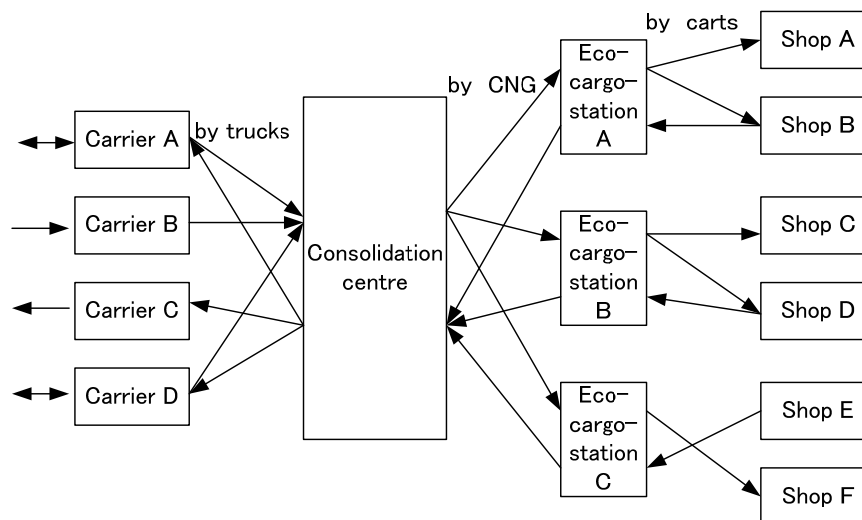 by carts
Shop A
Eco-
cargo-
station
A
by CNG
Shop B
Carrier A
by trucks
Carrier B
Shop C
Eco-
cargo-
station
B
Consolidation
centre
Carrier C
Shop D
Carrier D
Eco-
cargo-
station
C
Shop E
Shop F